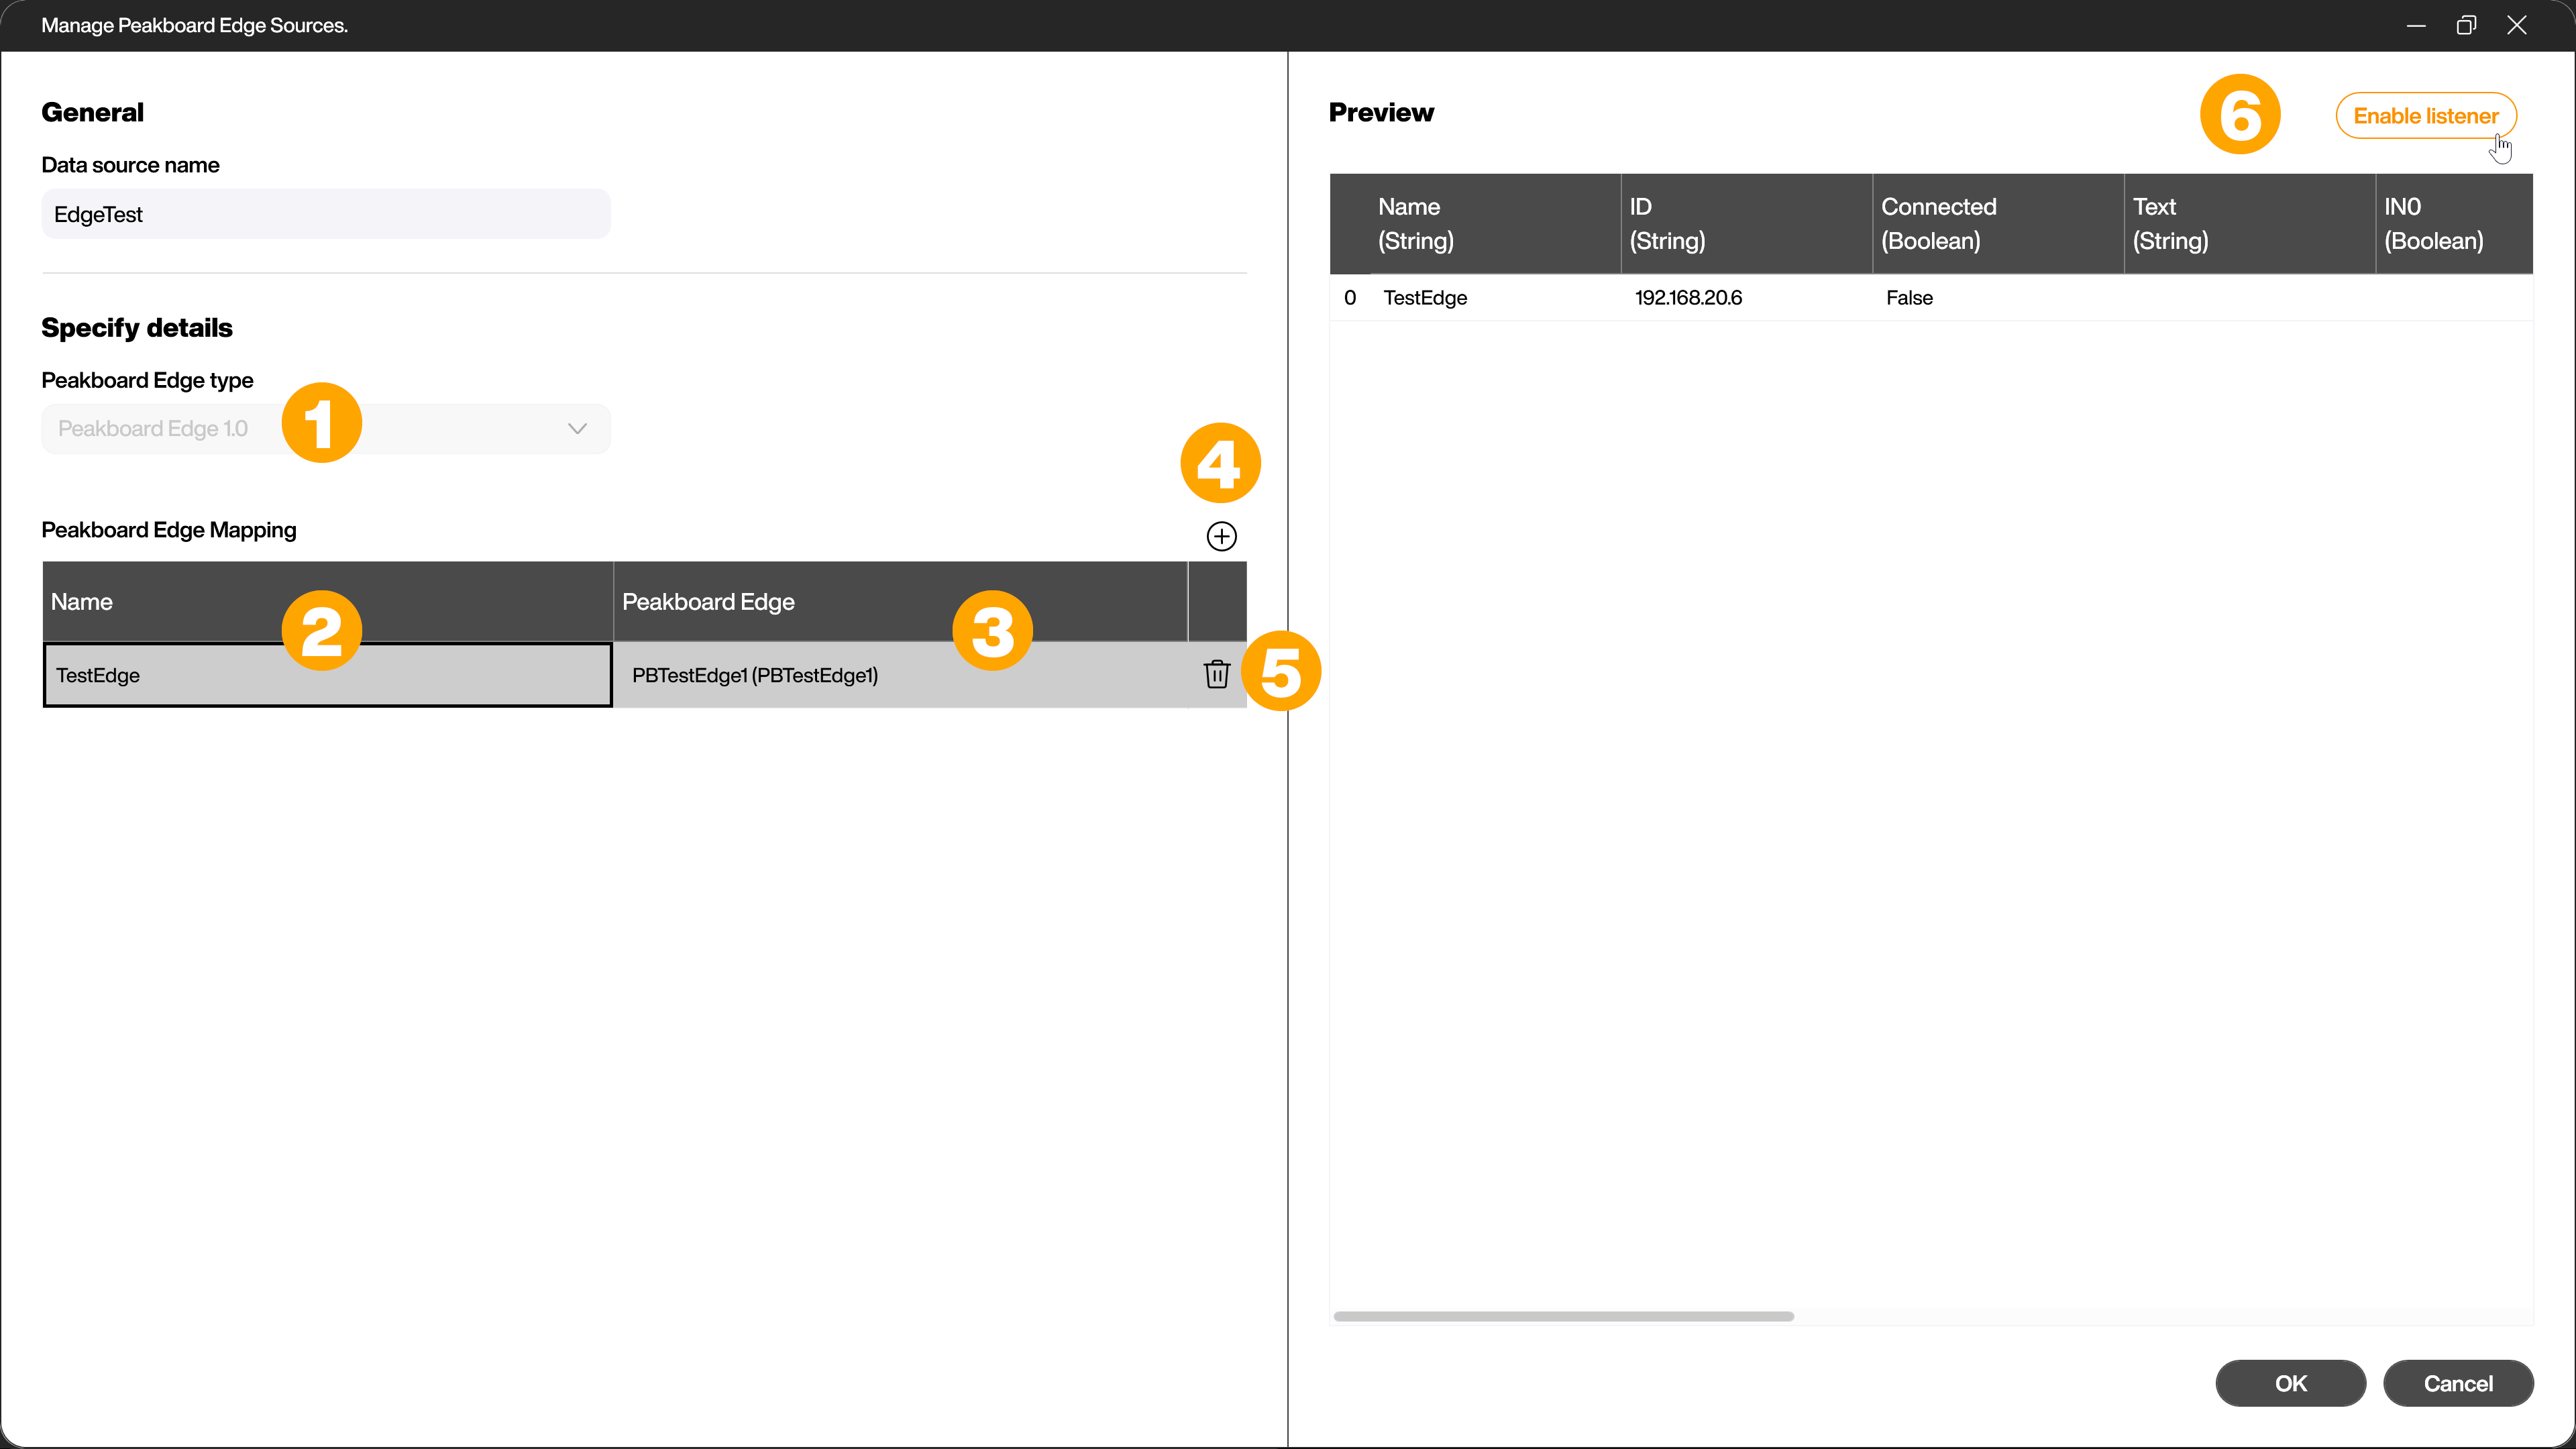 Manage Peakboard Edge Sources.
General
Data source name
EdgeTest
Specify details
Peakboard Edge type
Peakboard Edge 1.0
1
4
Peakboard Edge Mapping
Name
Peakboard Edge
2
3
TestEdge
PBTestEdge1 (PBTestEdge1)
5
Preview
6
Enable listener
Name
(String)
ID
(String)
Connected
(Boolean)
Text
(String)
IN0
(Boolean)
0 TestEdge 192.168.20.6 False
OK
Cancel